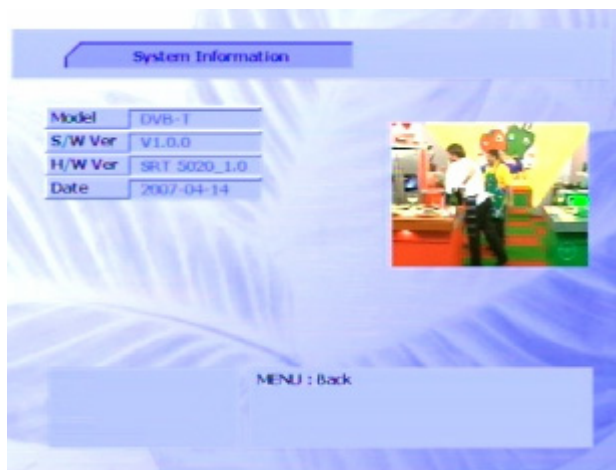 System Information
Model DVB-T
S/W Ver V1.0.0
H/W Ver SRT 5020_1.0
Date 2007-04-14
MENU : Back